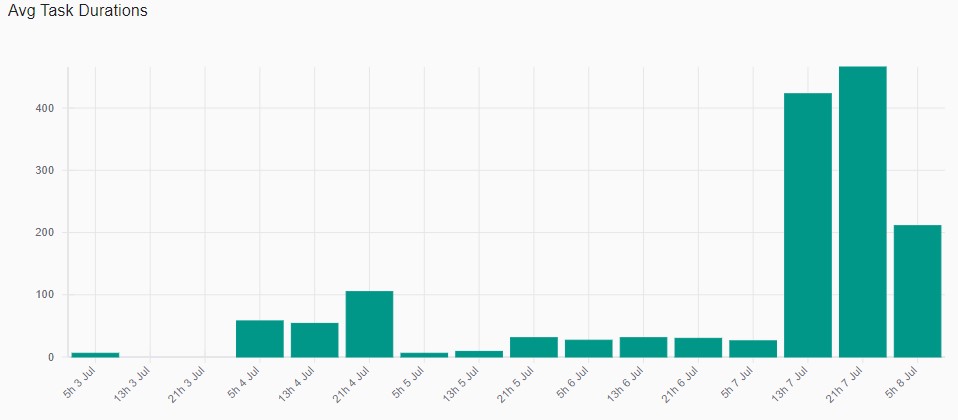 Avg Task Durations
400
300
200
100
0
5h 3 Jul
13h 3 Jul
21h 3 Jul
5h 4 Jul
13h 4 Jul
21h 4 Jul
5h 5 Jul
13h 5 Jul
21h 5 Jul
5h 6 Jul
13h 6 Jul
21h 6 Jul
5h 7 Jul
13h 7 Jul
21h 7 Jul
5h 8 Jul